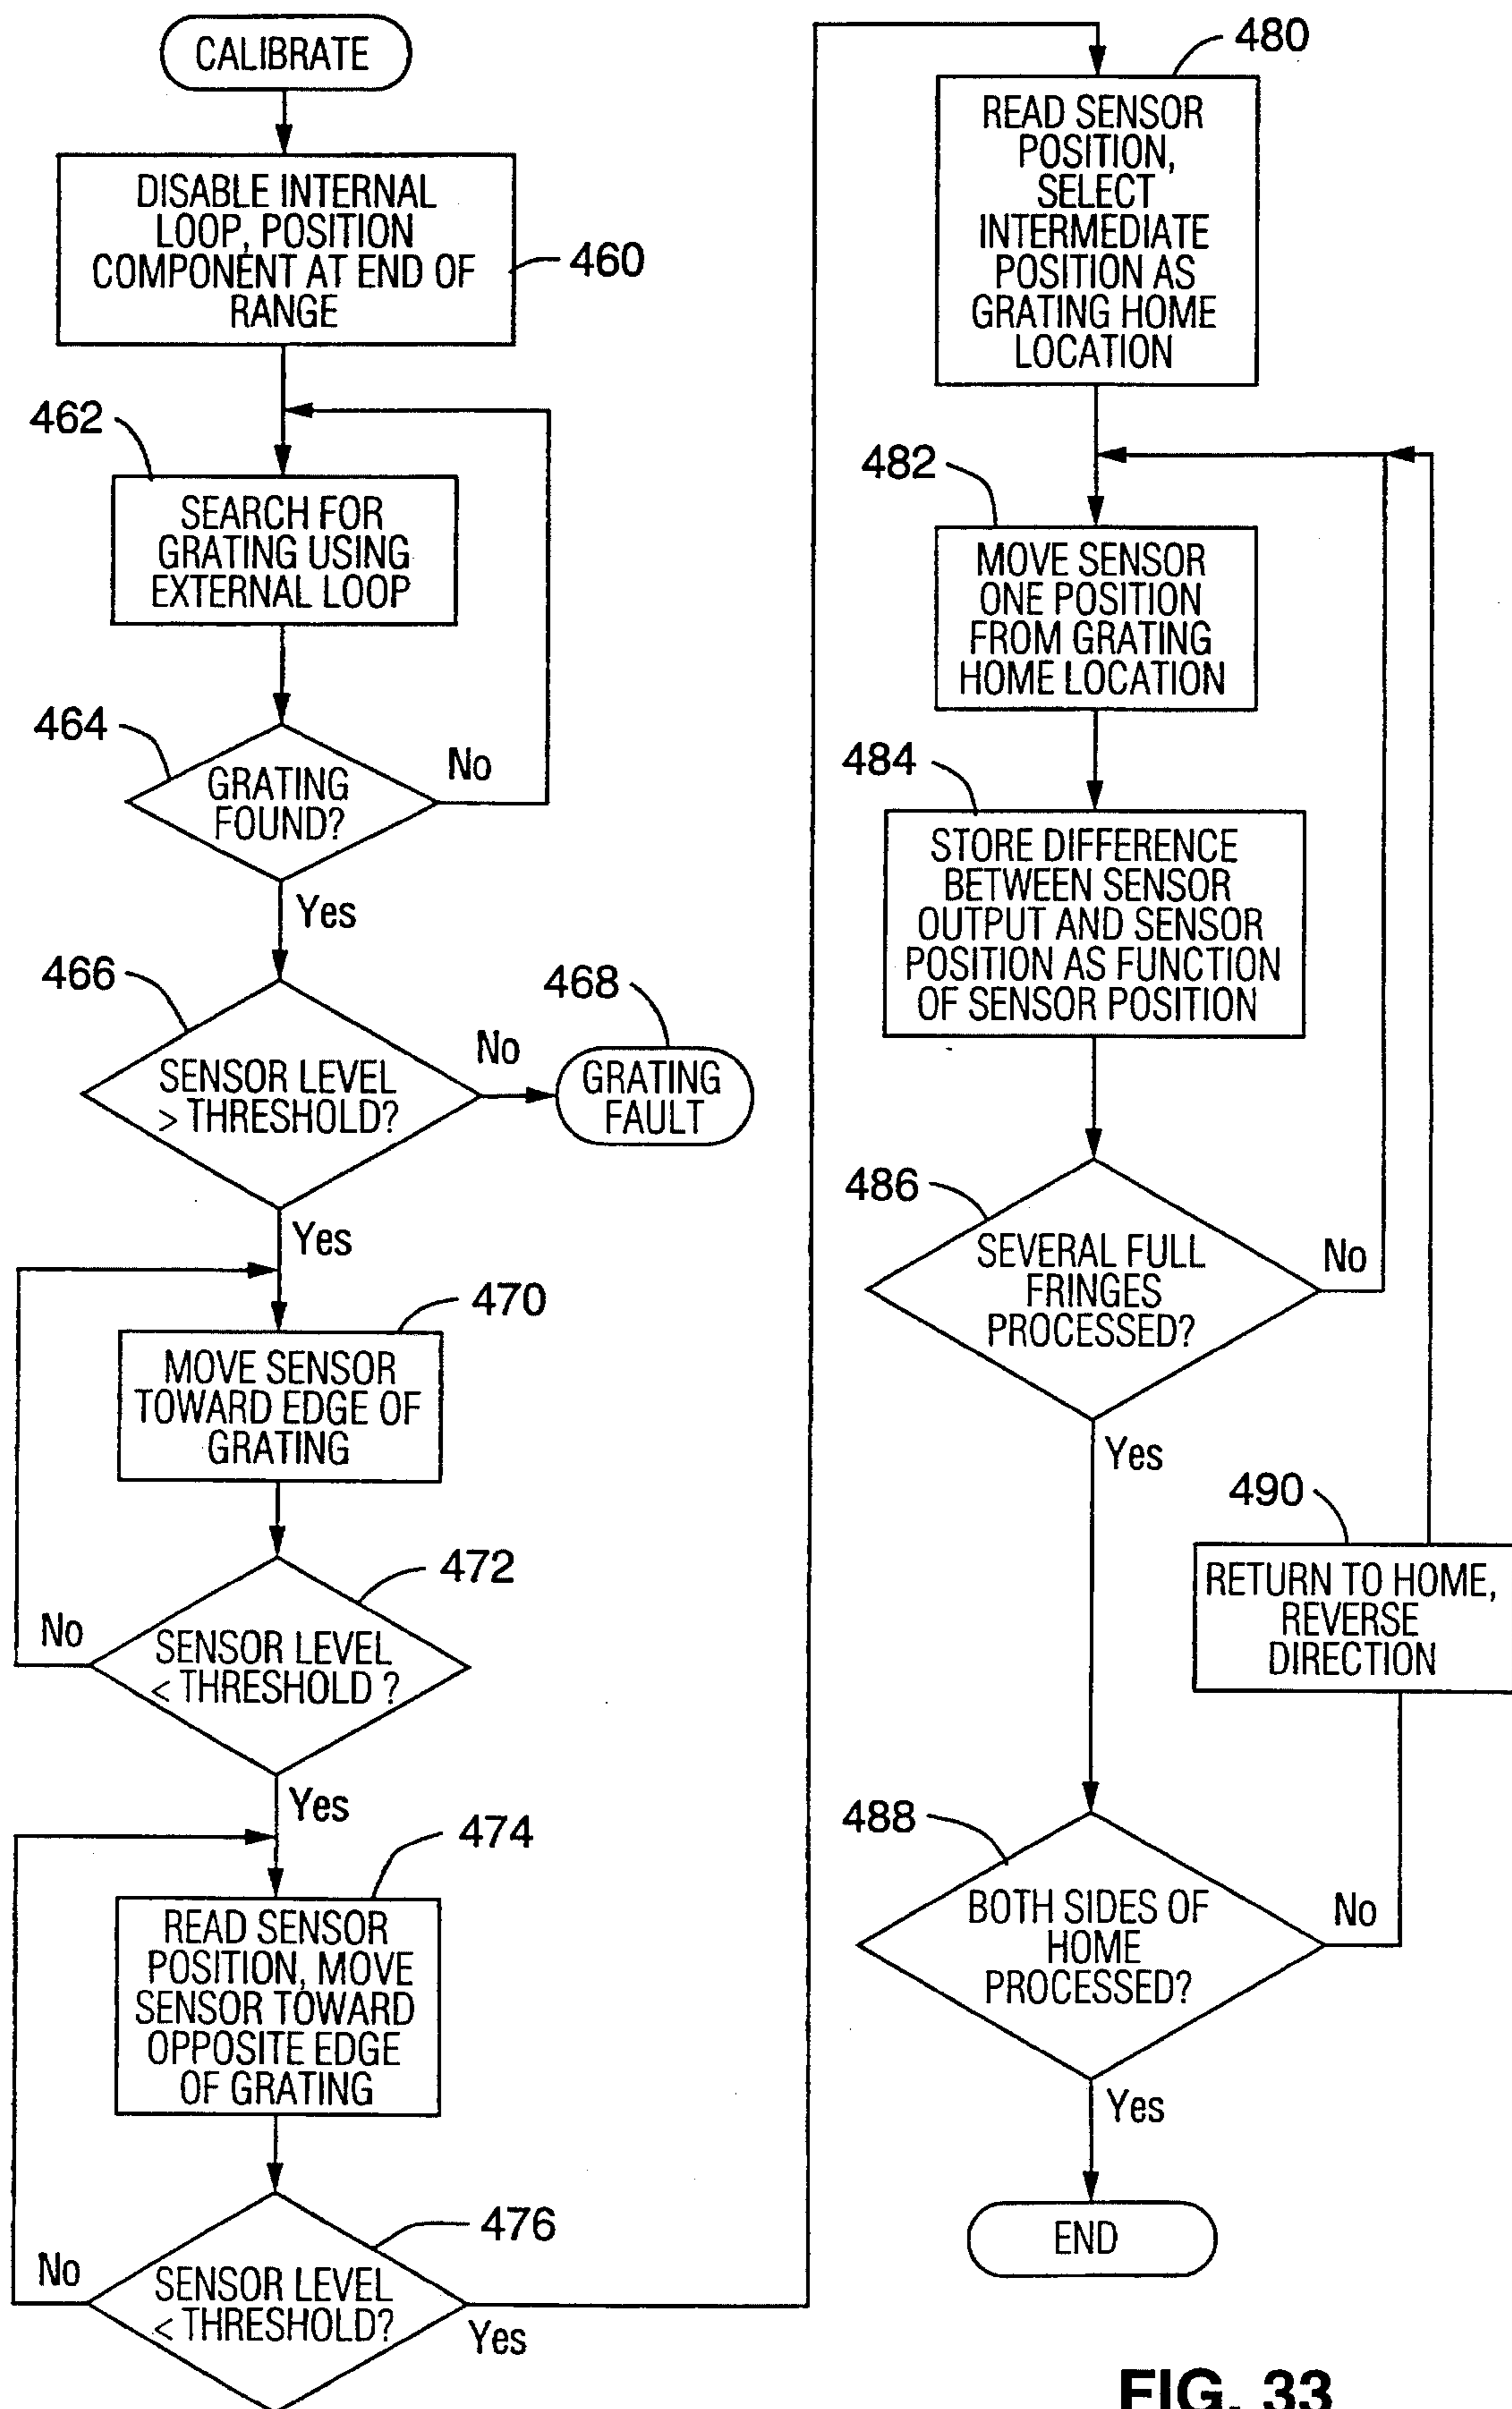 CALIBRATE
DISABLE INTERNAL
LOOP, POSITION
COMPONENT AT END OF
RANGE
460
462
SEARCH FOR
GRATING USING
EXTERNAL LOOP
464
GRATING
FOUND?
No
Yes
466
SENSOR LEVEL
> THRESHOLD?
No
468
GRATING
FAULT
Yes
470
MOVE SENSOR
TOWARD EDGE OF
GRATING
472
No
SENSOR LEVEL
< THRESHOLD ?
Yes
474
READ SENSOR
POSITION, MOVE
SENSOR TOWARD
OPPOSITE EDGE
OF GRATING
476
No
SENSOR LEVEL
< THRESHOLD?
Yes
480
READ SENSOR
POSITION,
SELECT
INTERMEDIATE
POSITION AS
GRATING HOME
LOCATION
482
MOVE SENSOR
ONE POSITION
FROM GRATING
HOME LOCATION
484
STORE DIFFERENCE
BETWEEN SENSOR
OUTPUT AND SENSOR
POSITION AS FUNCTION
OF SENSOR POSITION
486
SEVERAL FULL
FRINGES
PROCESSED?
No
Yes
490
RETURN TO HOME,
REVERSE
DIRECTION
488
BOTH SIDES OF
HOME
PROCESSED?
No
Yes
END
FIG. 33